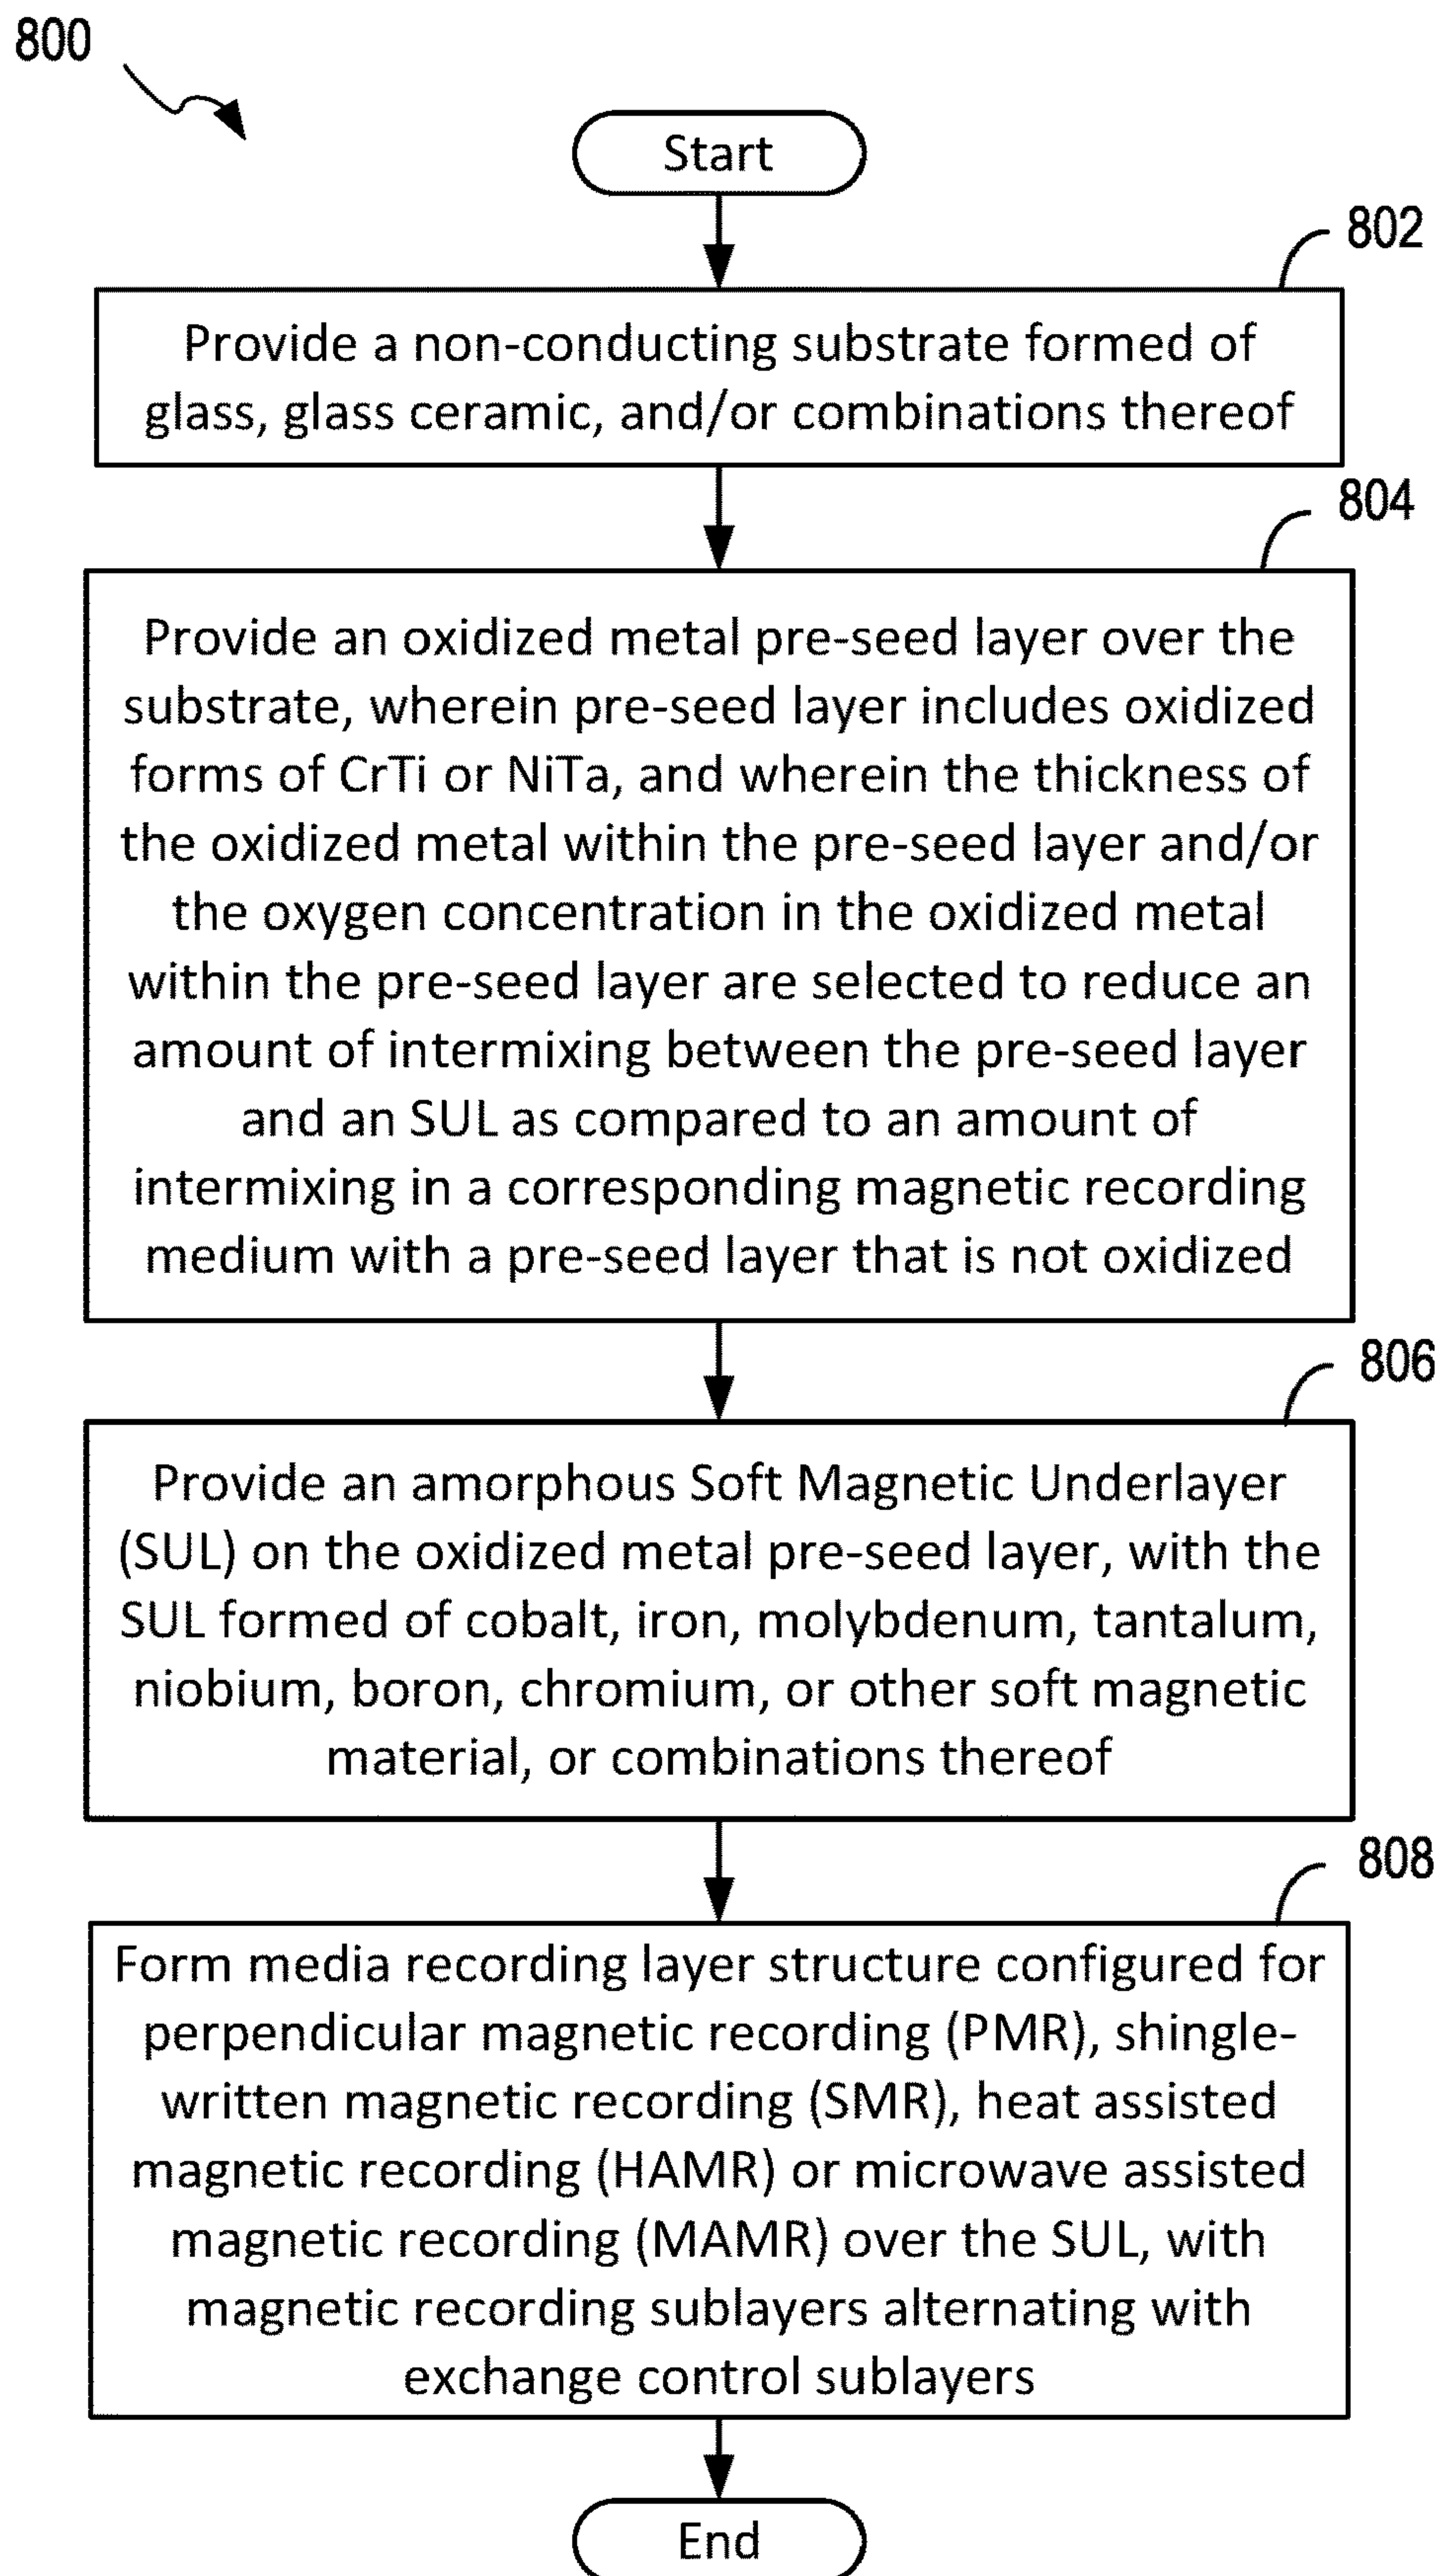 800
Start
802
Provide a non-conducting substrate formed of
glass, glass ceramic, and/or combinations thereof
804
Provide an oxidized metal pre-seed layer over the
substrate, wherein pre-seed layer includes oxidized
forms of CrTi or NiTa, and wherein the thickness of
the oxidized metal within the pre-seed layer and/or
the oxygen concentration in the oxidized metal
within the pre-seed layer are selected to reduce an
amount of intermixing between the pre-seed layer
and an SUL as compared to an amount of
intermixing in a corresponding magnetic recording
medium with a pre-seed layer that is not oxidized
806
Provide an amorphous Soft Magnetic Underlayer
(SUL) on the oxidized metal pre-seed layer, with the
SUL formed of cobalt, iron, molybdenum, tantalum,
niobium, boron, chromium, or other soft magnetic
material, or combinations thereof
808
Form media recording layer structure configured for
perpendicular magnetic recording (PMR), shingle-
written magnetic recording (SMR), heat assisted
magnetic recording (HAMR) or microwave assisted
magnetic recording (MAMR) over the SUL, with
magnetic recording sublayers alternating with
exchange control sublayers
End